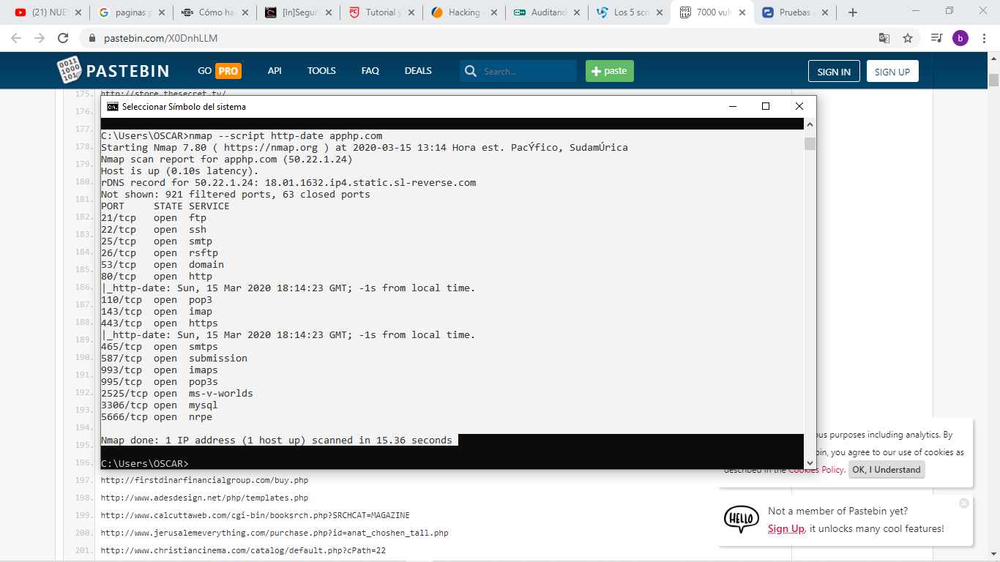 (21) NUES
paginas p
NEWS Cómo ha
[In]Segur
PC Tutorial y
Hacking
Auditand
Los 5 scr
7000 vuln
Pruebas
pastebin.com/X0DnhLLM
b
PASTEBIN GO PRO API TOOLS FAQ DEALS Search... + paste SIGN IN SIGN UP
175. http://store.thesecret.tv/
176.
177.
178.
179.
180.
181.
182.
183.
184.
185.
186.
187.
188.
189.
190.
191.
192.
193.
194.
195.
196.
Seleccionar Símbolo del sistema
C:\Users\OSCAR>nmap --script http-date apphp.com
Starting Nmap 7.80 ( https://nmap.org ) at 2020-03-15 13:14 Hora est. PacÝfico, SudamÚrica
Nmap scan report for apphp.com (50.22.1.24)
Host is up (0.10s latency).
rDNS record for 50.22.1.24: 18.01.1632.ip4.static.sl-reverse.com
Not shown: 921 filtered ports, 63 closed ports
PORT STATE SERVICE
21/tcp open ftp
22/tcp open ssh
25/tcp open smtp
26/tcp open rsftp
53/tcp open domain
80/tcp open http
|_http-date: Sun, 15 Mar 2020 18:14:23 GMT; -1s from local time.
110/tcp open pop3
143/tcp open imap
443/tcp open https
|_http-date: Sun, 15 Mar 2020 18:14:23 GMT; -1s from local time.
465/tcp open smtps
587/tcp open submission
993/tcp open imaps
995/tcp open pop3s
2525/tcp open ms-v-worlds
3306/tcp open mysql
5666/tcp open nrpe
Nmap done: 1 IP address (1 host up) scanned in 15.36 seconds
C:\Users\OSCAR>
197. http://firstdinarfinancialgroup.com/buy.php
198. http://www.adesdesign.net/php/templates.php
199. http://www.calcuttaweb.com/cgi-bin/booksrch.php?SRCHCAT=MAGAZINE
200. http://www.jerusalemeverything.com/purchase.php?id=anat_choshen_tall.php
201. http://www.christiancinema.com/catalog/default.php?cPath=22
us purposes including analytics. By
bin, you agree to our use of cookies as
described in the Cookies Policy. OK, I Understand
HELLO
Not a member of Pastebin yet?
Sign Up, it unlocks many cool features!